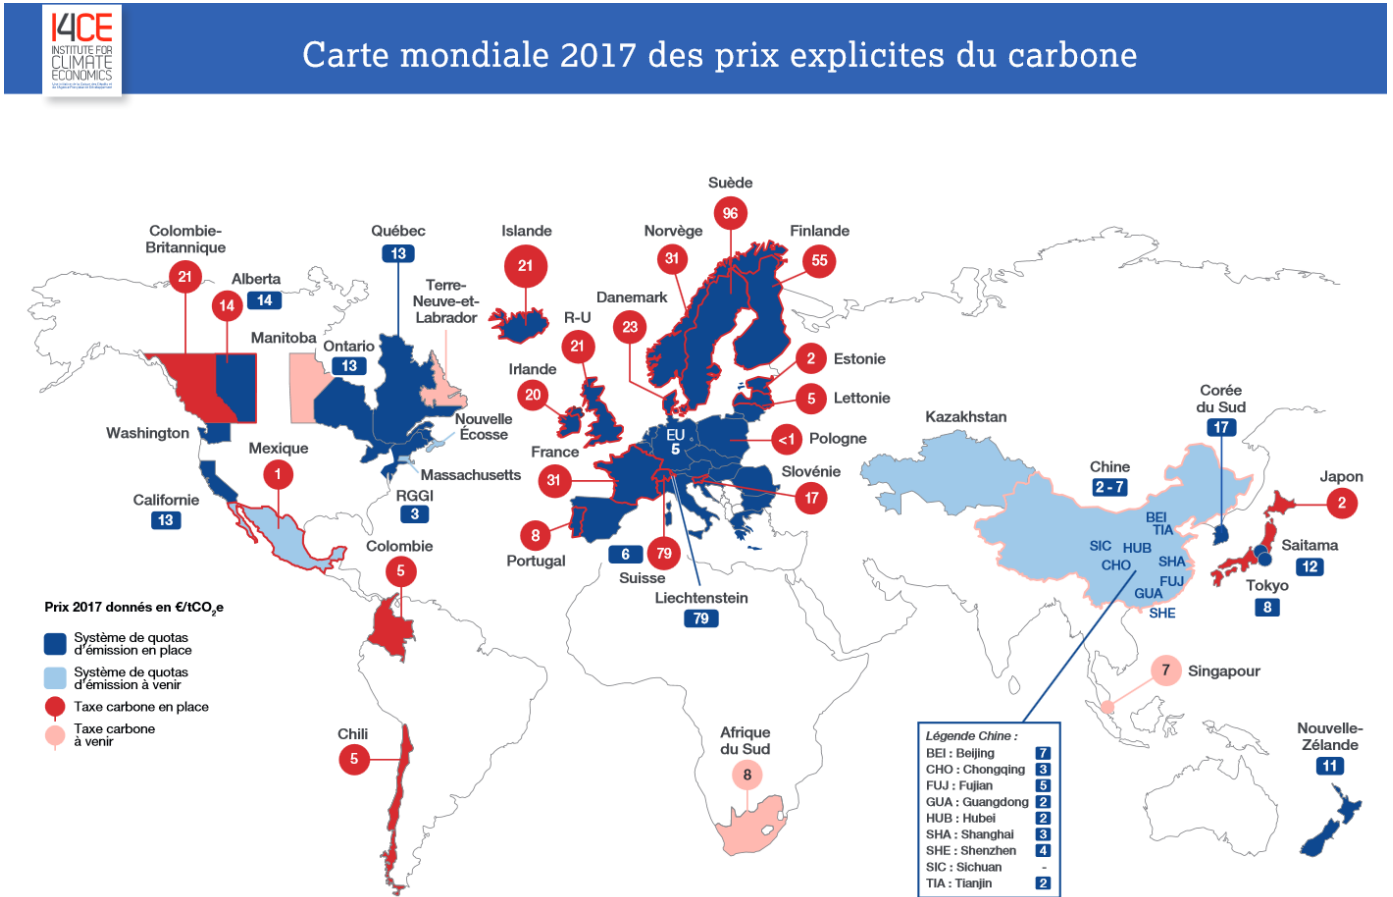 I4CE
INSTITUTE FOR
CLIMATE
ECONOMICS
Carte mondiale 2017 des prix explicites du carbone
Colombie-
Britannique
21
Alberta
14
14
Québec
13
Terre-
Neuve-et-
Labrador
Manitoba
Ontario
13
Nouvelle
Écosse
Washington
Mexique
1
Massachusetts
RGGI
3
Californie
13
Colombie
5
Chili
5
Islande
21
R-U
21
Irlande
20
France
31
8
Portugal
6
79
Suisse
Liechtenstein
79
Danemark
23
Norvège
31
Suède
96
Finlande
55
2 Estonie
5 Lettonie
<1 Pologne
EU
5
Slovénie
17
Kazakhstan
Chine
2 - 7
BEI
TIA
SIC
HUB
CHO
SHA
FUJ
GUA
SHE
Corée
du Sud
17
Japon
2
Saitama
12
Tokyo
8
7 Singapour
Afrique
du Sud
8
Nouvelle-
Zélande
11
Prix 2017 donnés en €/tCO₂e
Système de quotas
d'émission en place
Système de quotas
d'émission à venir
Taxe carbone en place
Taxe carbone
à venir
Légende Chine :
BEI : Beijing 7
CHO : Chongqing 3
FUJ : Fujian 5
GUA : Guangdong 2
HUB : Hubei 2
SHA : Shanghai 3
SHE : Shenzhen 4
SIC : Sichuan -
TIA : Tianjin 2